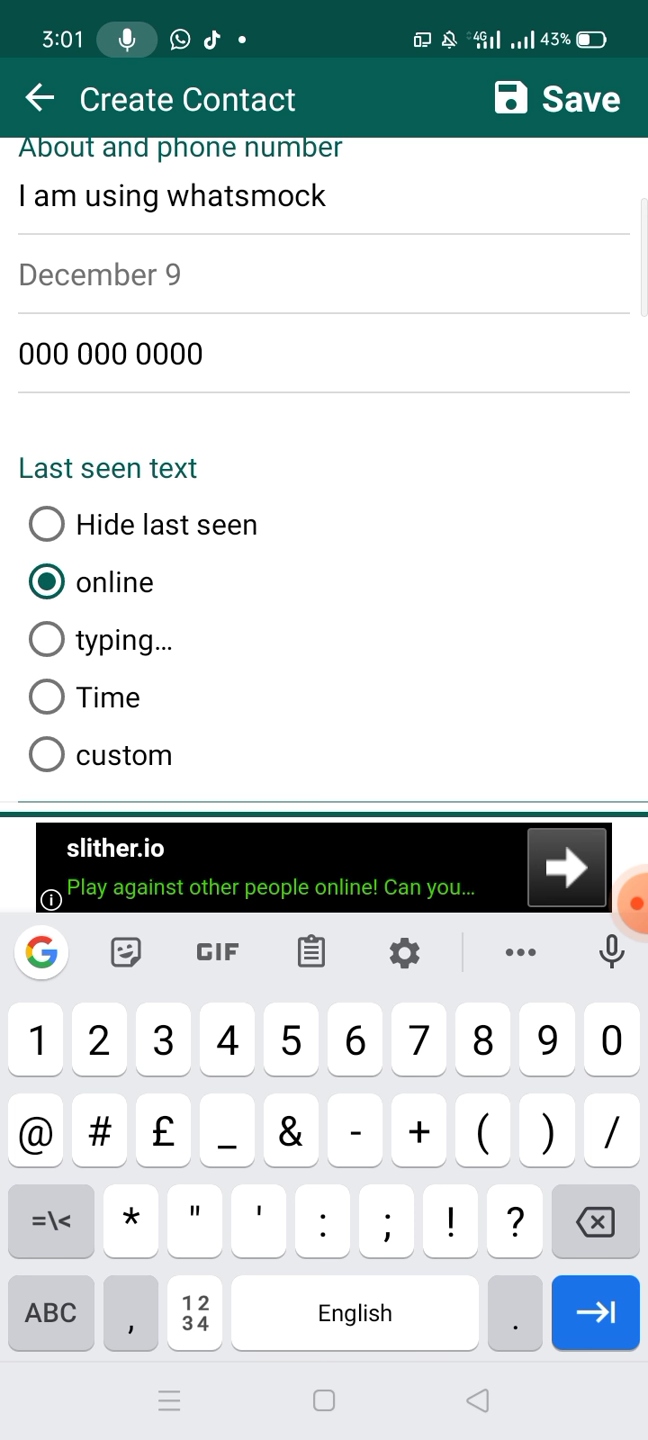 3:01
4G
43%
Create Contact
Save
About and phone number
I am using whatsmock
December 9
000 000 0000
Last seen text
Hide last seen
online
typing...
Time
custom
slither.io
Play against other people online! Can you...
G
GIF
1 2 3 4 5 6 7 8 9 0
@ # £ _ & - + ( ) /
=\< * " ' : ; ! ?
ABC , 12 34 English .